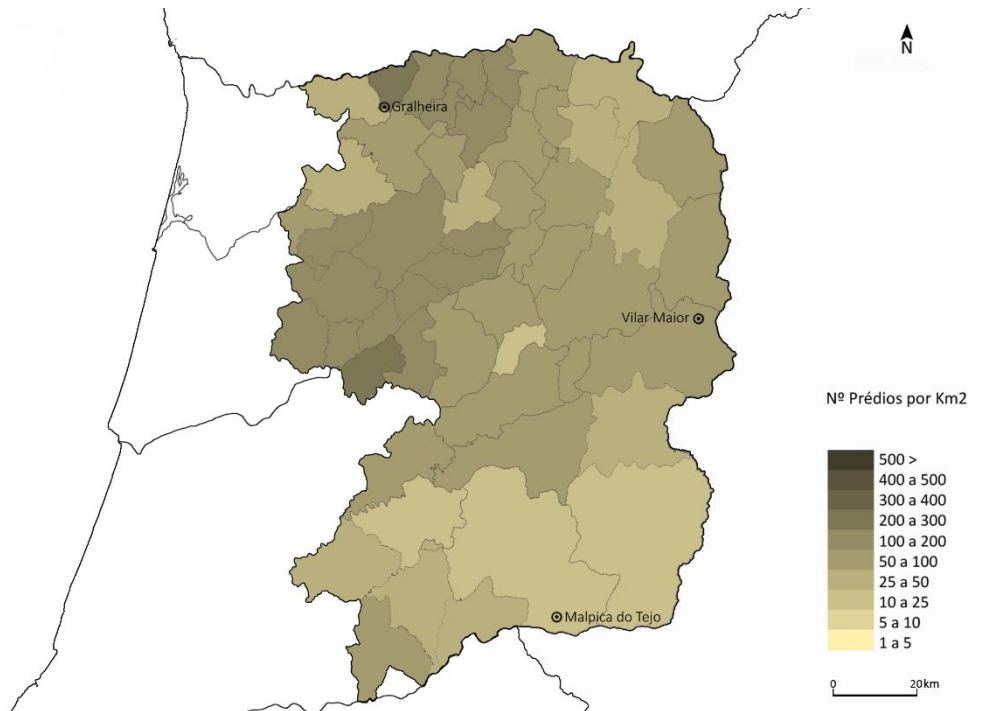 N
Gralheira
Vilar Maior
Nº Prédios por Km2
500 >
400 a 500
300 a 400
200 a 300
100 a 200
50 a 100
25 a 50
10 a 25
5 a 10
1 a 5
Malpica do Tejo
0 20km